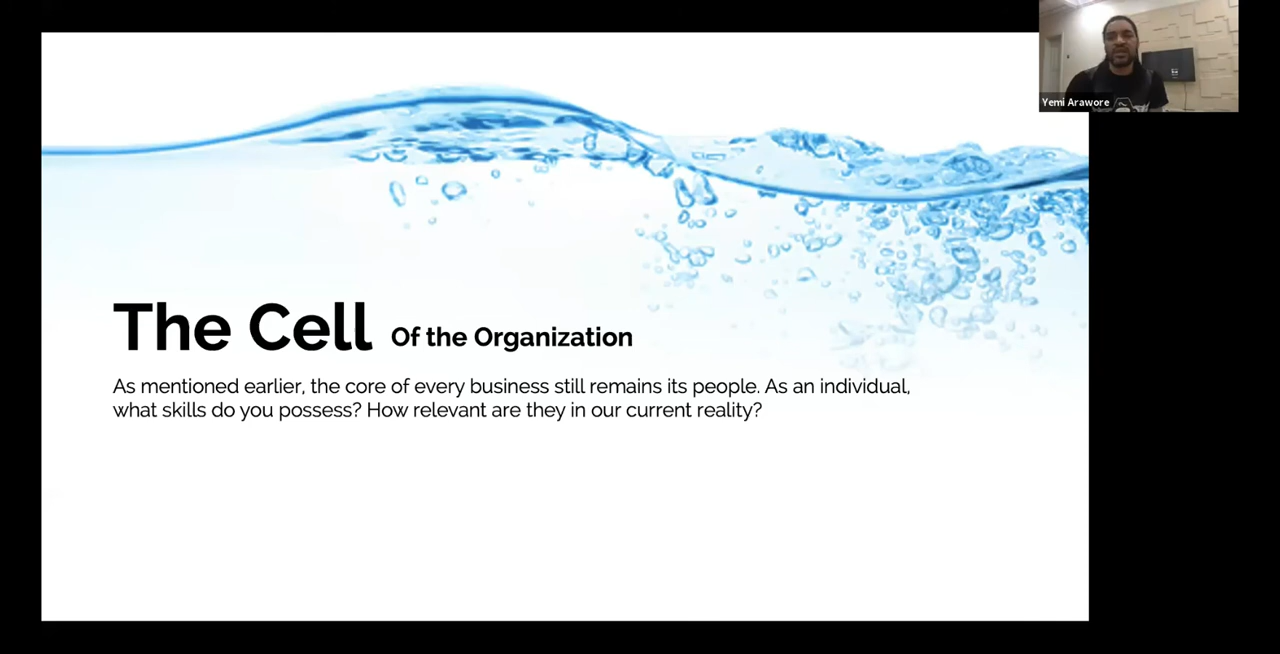 Yemi Arawore
The Cell Of the Organization
As mentioned earlier, the core of every business still remains its people. As an individual,
what skills do you possess? How relevant are they in our current reality?